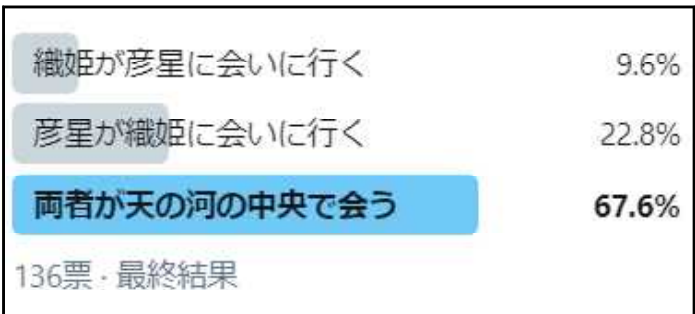 織姫が彦星に会いに行く 9.6%
彦星が織姫に会いに行く 22.8%
両者が天の河の中央で会う 67.6%
136票 · 最終結果